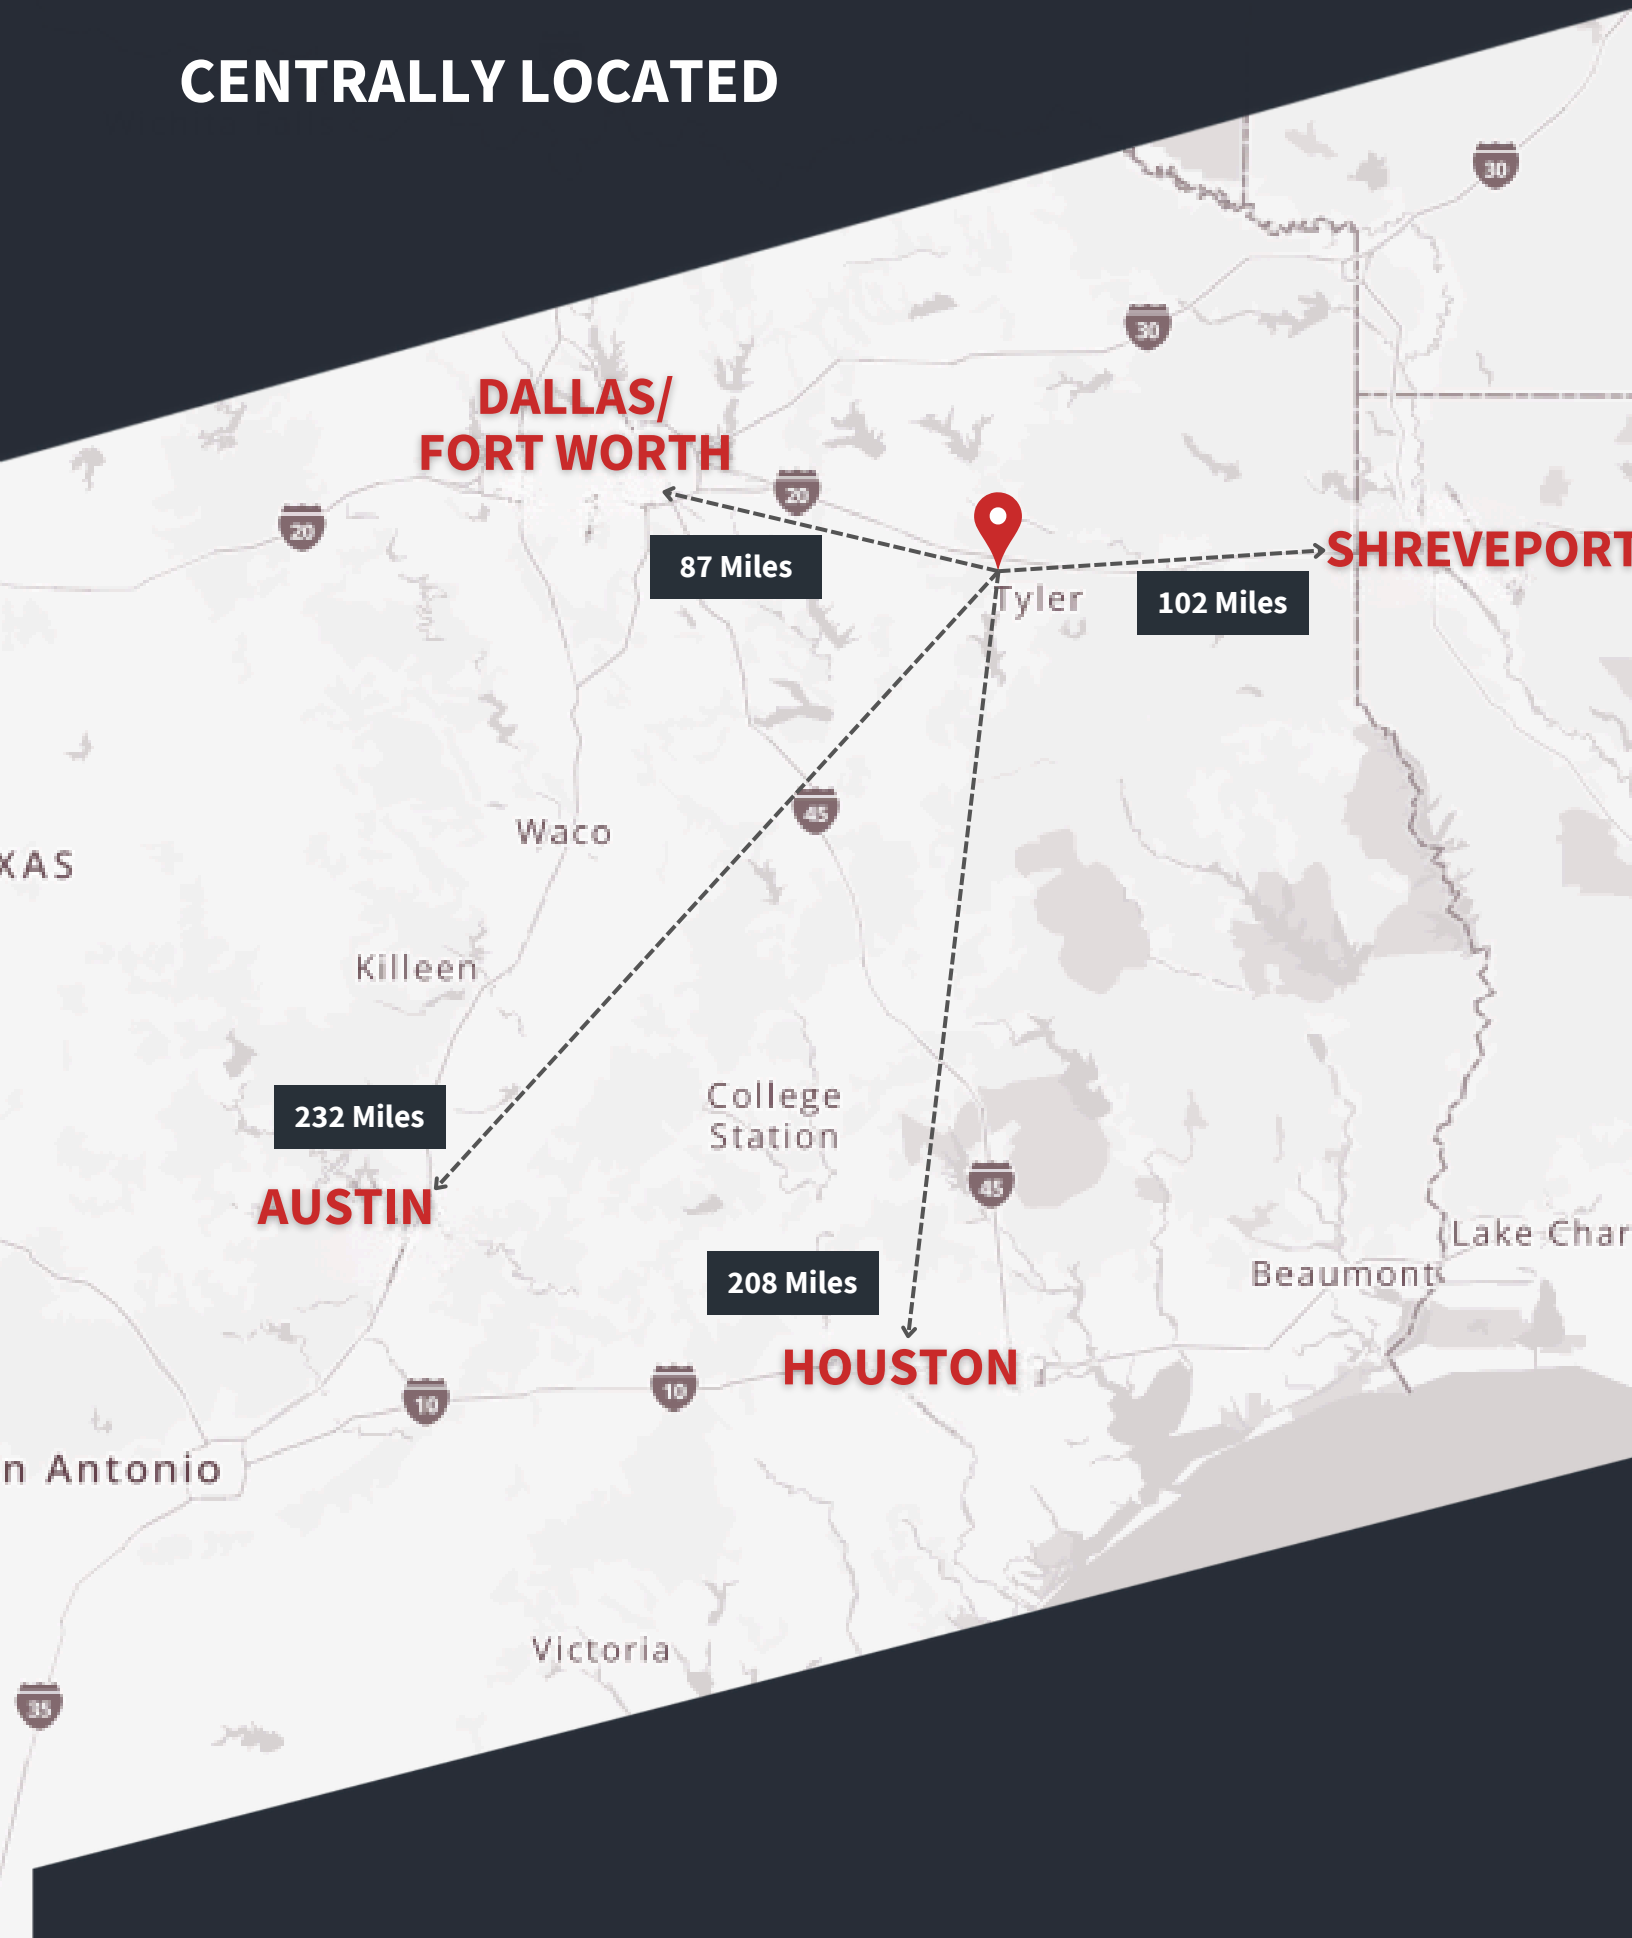 CENTRALLY LOCATED
30
30
DALLAS/
FORT WORTH
20
20
SHREVEPORT
87 Miles
Tyler
102 Miles
45
Waco
XAS
Killeen
College
Station
232 Miles
45
AUSTIN
Lake Char
208 Miles
Beaumont
HOUSTON
10
10
n Antonio
Victoria
35